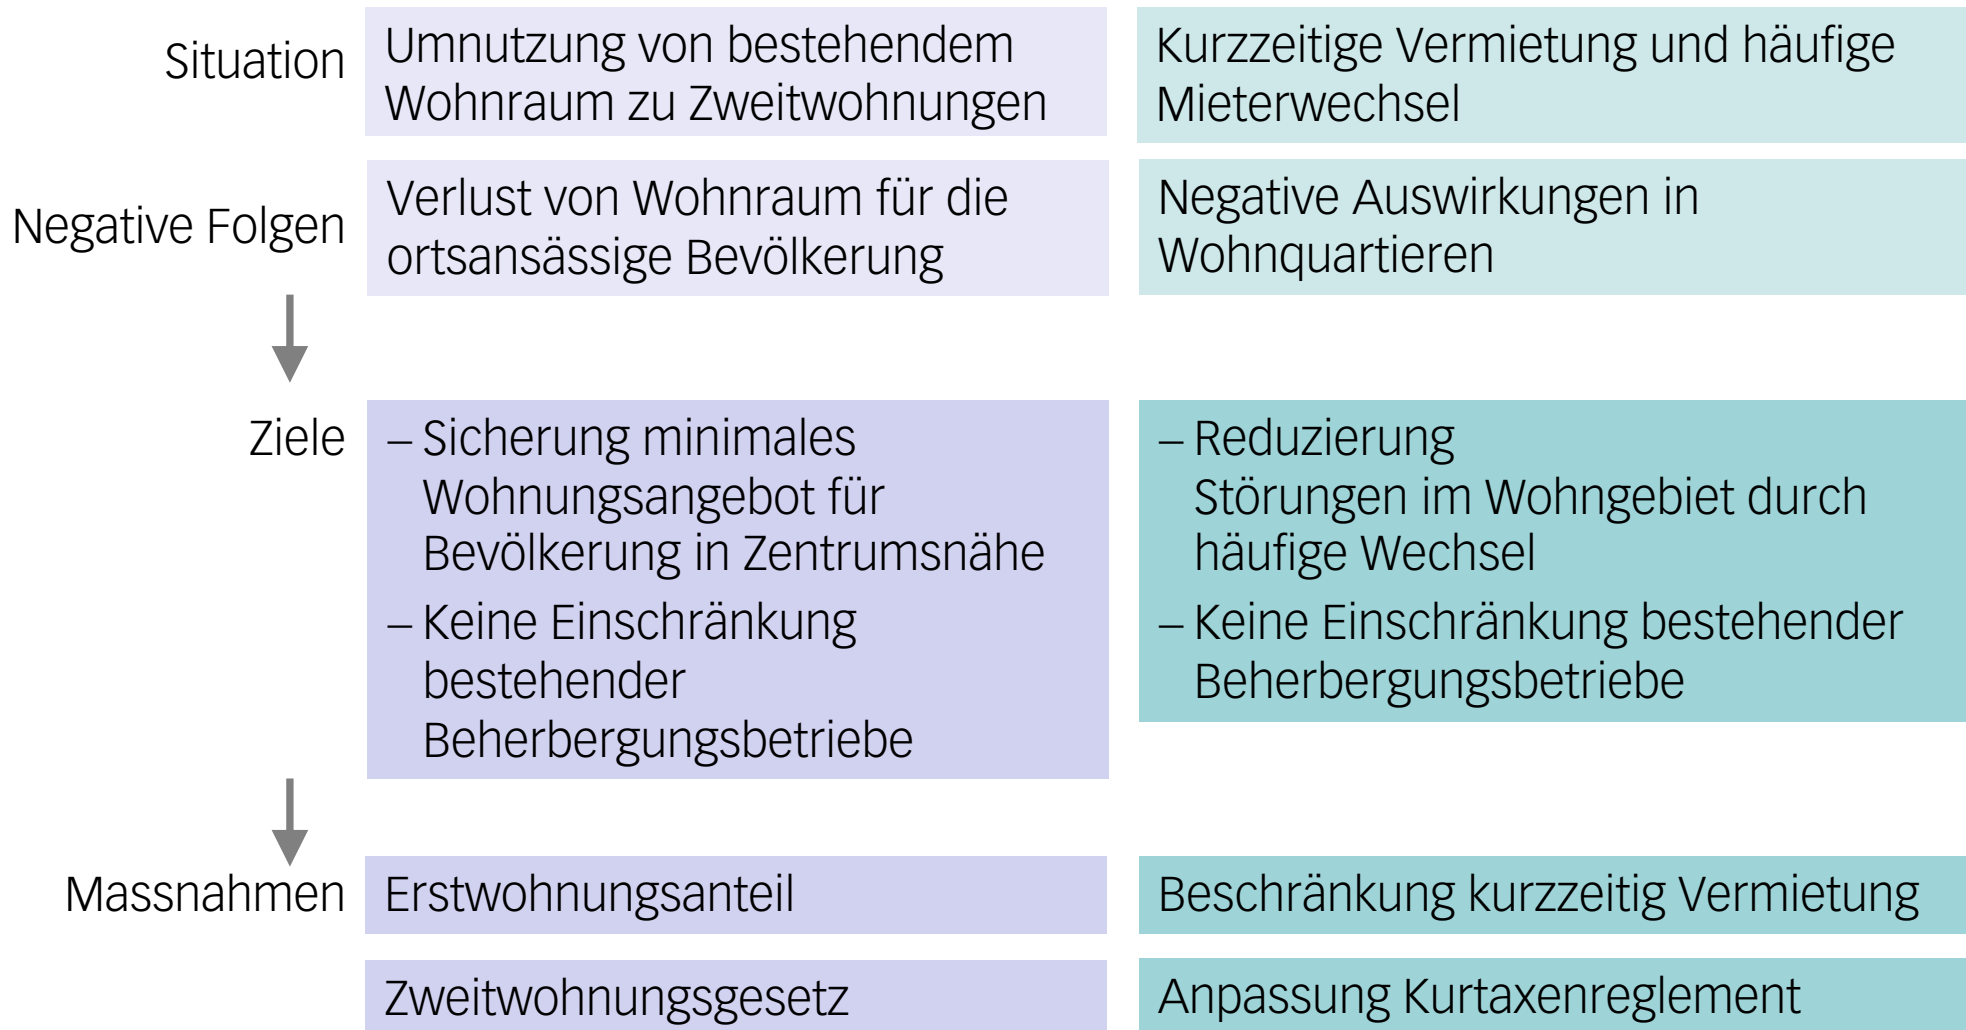 Situation
Umnutzung von bestehendem
Wohnraum zu Zweitwohnungen
Kurzzeitige Vermietung und häufige
Mieterwechsel
Negative Folgen
Verlust von Wohnraum für die
ortsansässige Bevölkerung
Negative Auswirkungen in
Wohnquartieren
Ziele
– Sicherung minimales
Wohnungsangebot für
Bevölkerung in Zentrumsnähe
– Keine Einschränkung
bestehender
Beherbergungsbetriebe
– Reduzierung
Störungen im Wohngebiet durch
häufige Wechsel
– Keine Einschränkung bestehender
Beherbergungsbetriebe
Massnahmen
Erstwohnungsanteil
Beschränkung kurzzeitig Vermietung
Zweitwohnungsgesetz
Anpassung Kurtaxenreglement